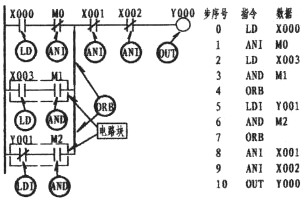 X000 M0 X001 X002 Y000
LD ANI ANI ANI OUT
X003 M1
LD AND ORB
电路块
Y001 M2
LDI AND
步序号 指令 数据
0 LD X000
1 ANI M0
2 LD X003
3 AND M1
4 ORB
5 LDI Y001
6 AND M2
7 ORB
8 ANI X001
9 ANI X002
10 OUT Y000